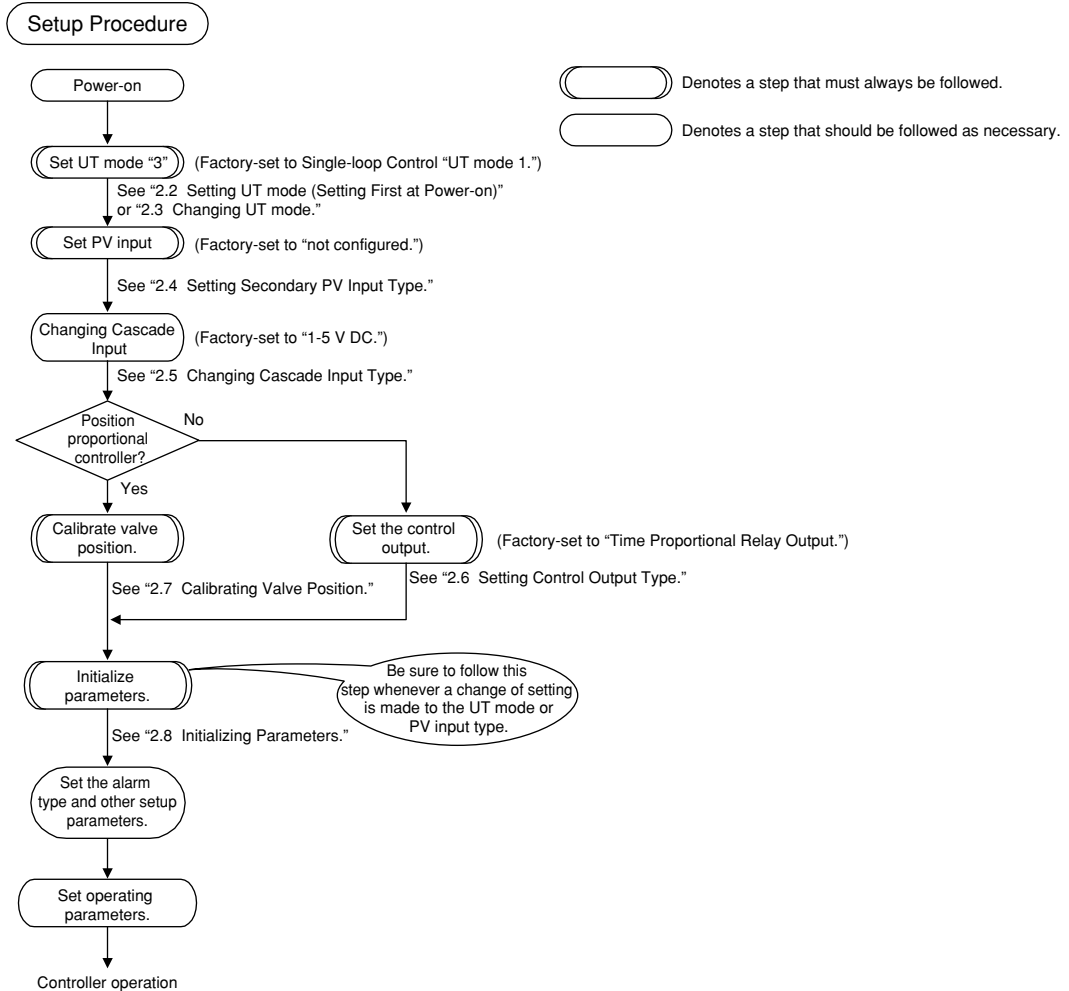 Setup Procedure
Power-on
Denotes a step that must always be followed.
Denotes a step that should be followed as necessary.
Set UT mode “3”
(Factory-set to Single-loop Control “UT mode 1.”)
See “2.2 Setting UT mode (Setting First at Power-on)”
or “2.3 Changing UT mode.”
Set PV input
(Factory-set to “not configured.”)
See “2.4 Setting Secondary PV Input Type.”
Changing Cascade
Input
(Factory-set to “1-5 V DC.”)
See “2.5 Changing Cascade Input Type.”
Position
proportional
controller?
No
Yes
Calibrate valve
position.
Set the control
output.
(Factory-set to “Time Proportional Relay Output.”)
See “2.7 Calibrating Valve Position.”
See “2.6 Setting Control Output Type.”
Initialize
parameters.
Be sure to follow this
step whenever a change of setting
is made to the UT mode or
PV input type.
See “2.8 Initializing Parameters.”
Set the alarm
type and other setup
parameters.
Set operating
parameters.
Controller operation